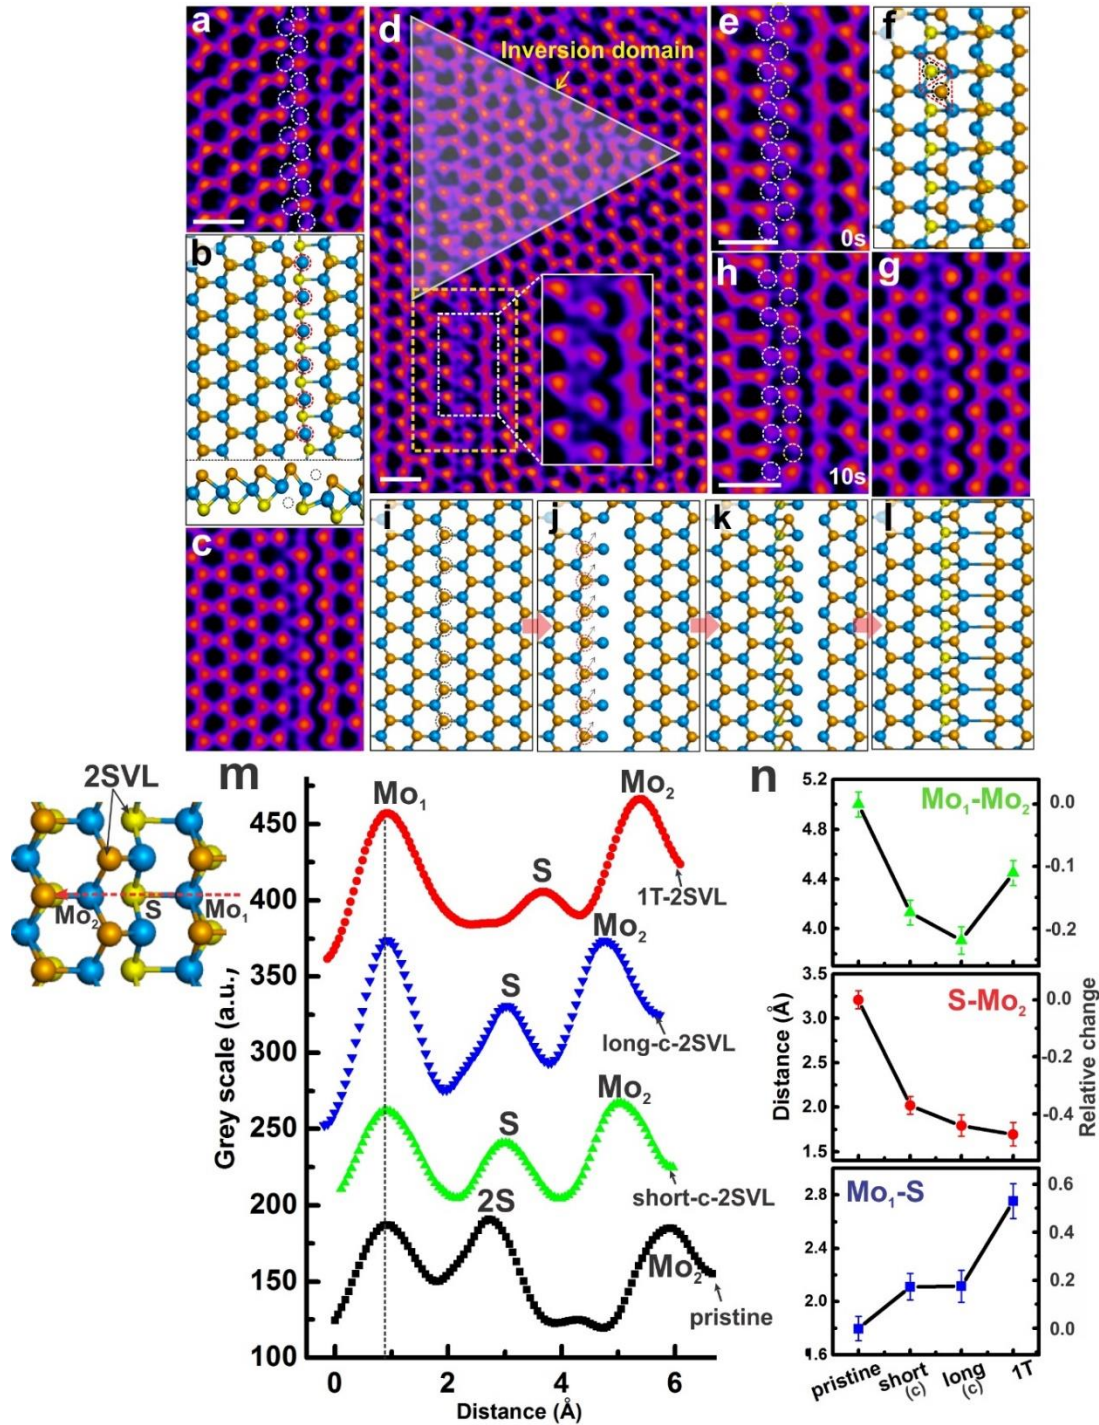 a
d
Inversion domain
e
0s
f
b
h
10s
g
c
i
j
k
l
2SVL
Mo2
S
Mo1
m
Grey scale (a.u.)
450
400
350
300
250
200
150
100
Mo1
S
Mo2
1T-2SVL
S
Mo2
long-c-2SVL
S
Mo2
short-c-2SVL
2S
Mo2
pristine
0
2
4
6
Distance (Å)
n
5.2
4.8
4.4
4.0
Mo1-Mo2
0.0
-0.1
-0.2
3.5
3.0
2.5
2.0
1.5
S-Mo2
0.0
-0.2
-0.4
2.8
2.4
2.0
1.6
Mo1-S
0.6
0.4
0.2
0.0
Distance (Å)
Relative change
pristine
short (c)
long (c)
1T